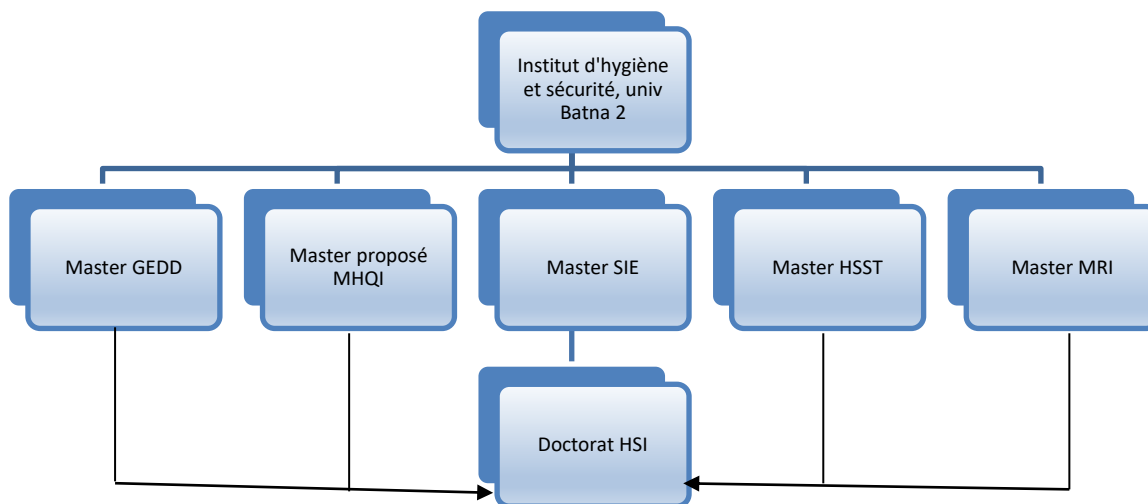 Institut d'hygiène
et sécurité, univ
Batna 2
Master GEDD
Master proposé
MHQI
Master SIE
Master HSST
Master MRI
Doctorat HSI